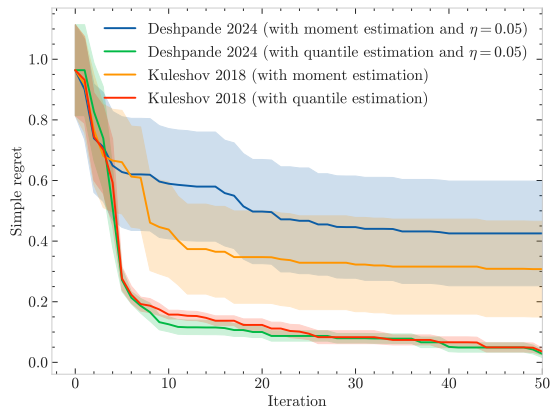 Deshpande 2024 (with moment estimation and η = 0.05)
Deshpande 2024 (with quantile estimation and η = 0.05)
Kuleshov 2018 (with moment estimation)
Kuleshov 2018 (with quantile estimation)
Simple regret
1.0
0.8
0.6
0.4
0.2
0.0
0 10 20 30 40 50
Iteration